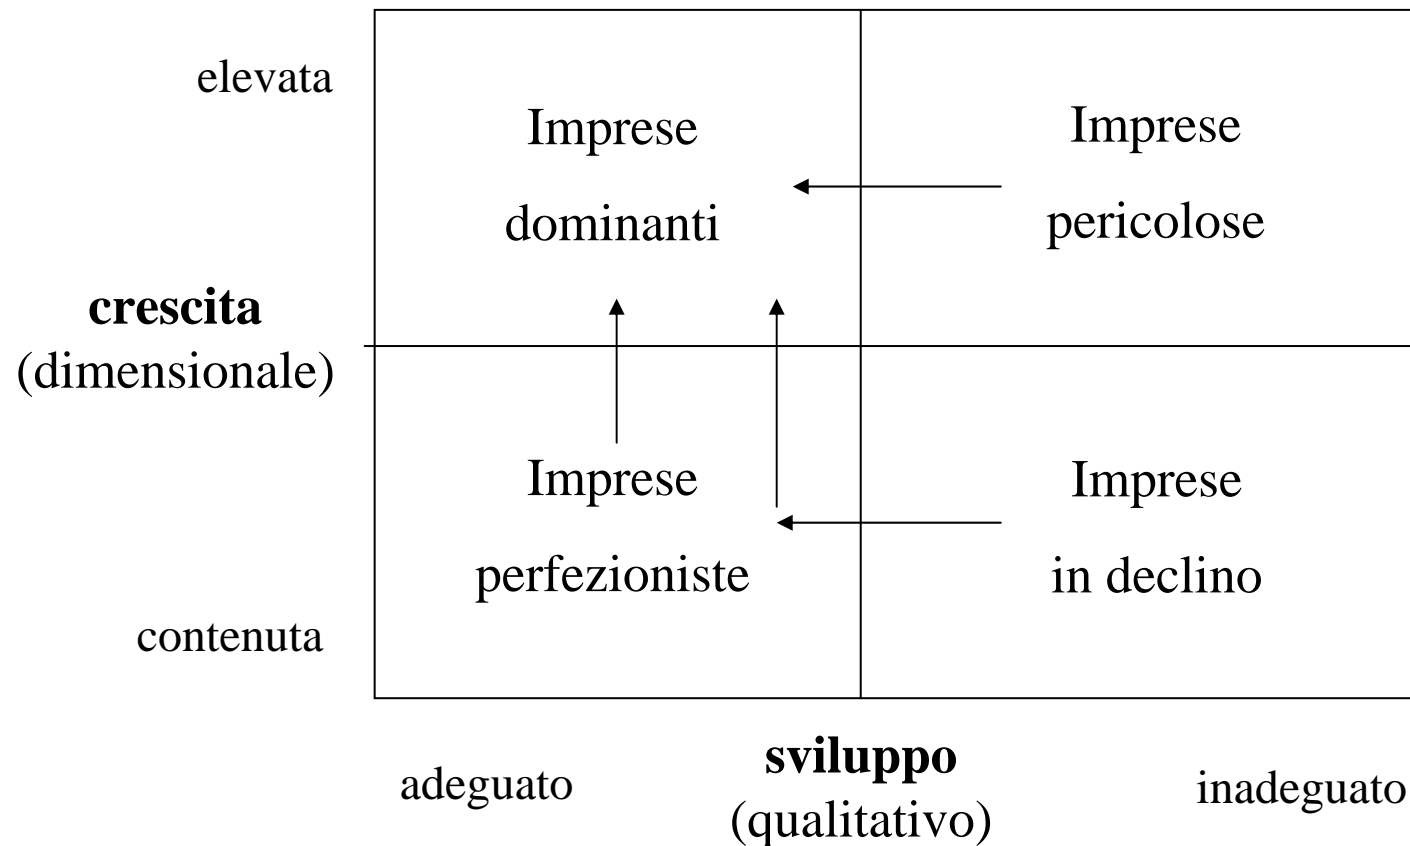 elevata
Imprese
dominanti
Imprese
pericolose
crescita
(dimensionale)
Imprese
perfezioniste
Imprese
in declino
contenuta
adeguato
sviluppo
(qualitativo)
inadeguato